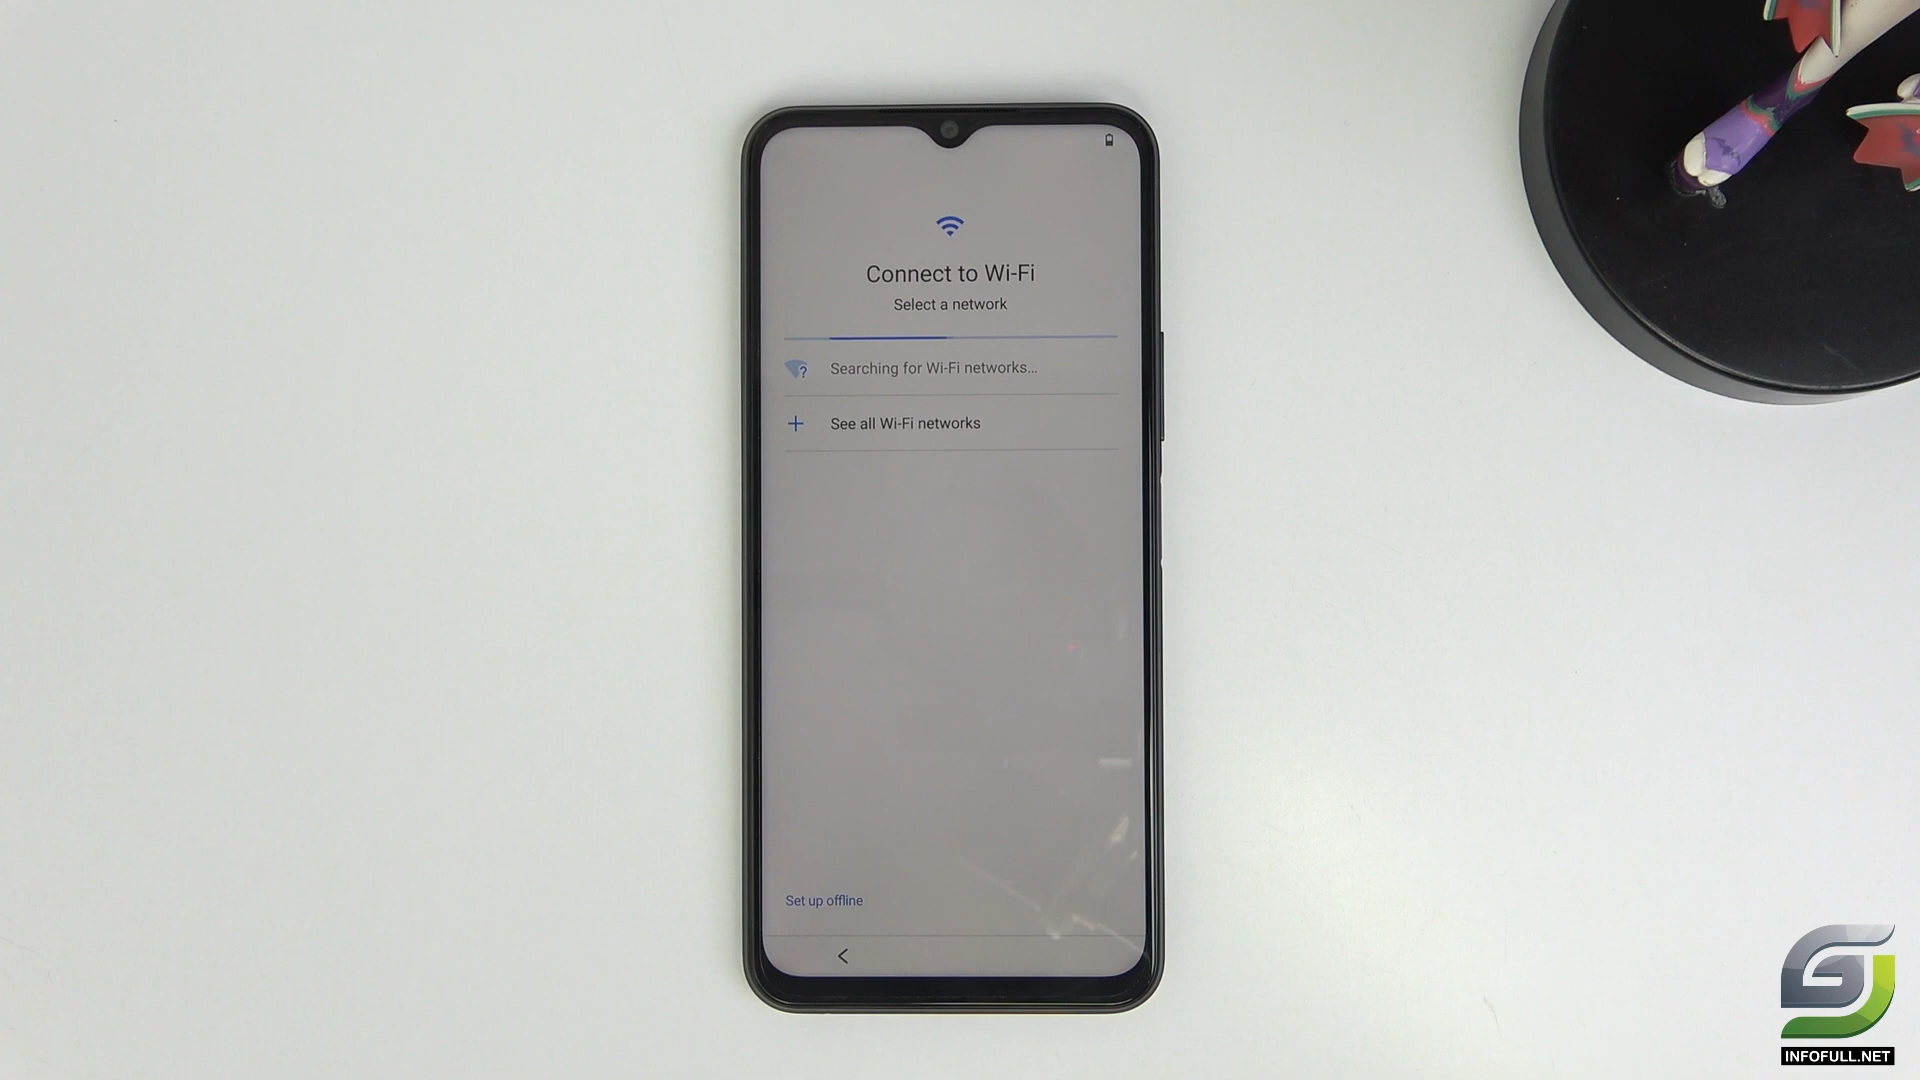 Connect to Wi-Fi
Select a network
Searching for Wi-Fi networks...
See all Wi-Fi networks
Set up offline
INFOFULL.NET